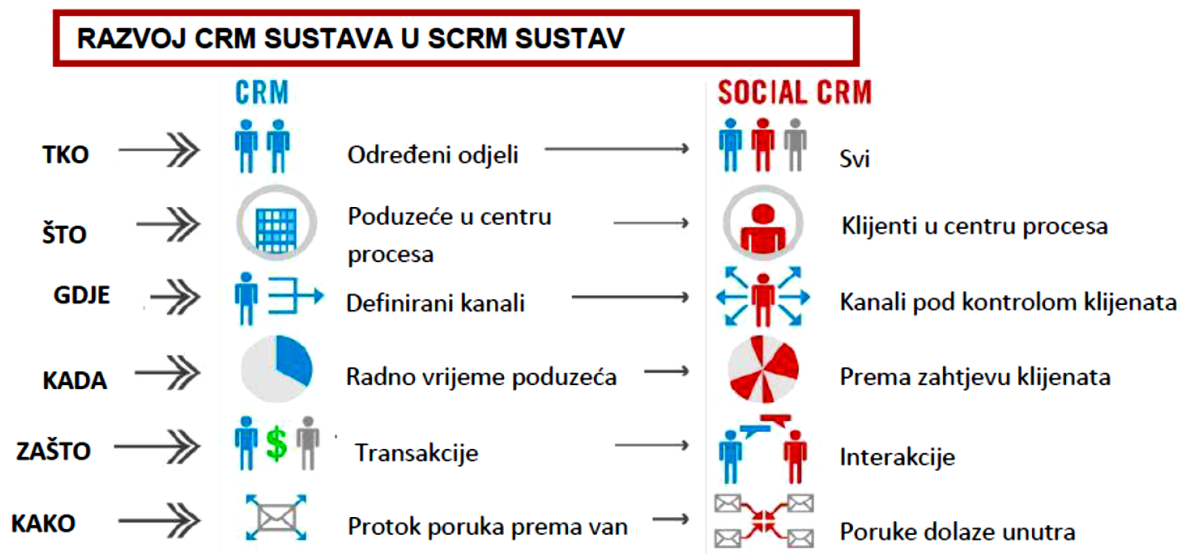 RAZVOJ CRM SUSTAVA U SCRM SUSTAV
CRM
SOCIAL CRM
TKO
Određeni odjeli
Svi
ŠTO
Poduzeće u centru
procesa
Klijenti u centru procesa
GDJE
Definirani kanali
Kanali pod kontrolom klijenata
KADA
Radno vrijeme poduzeća
Prema zahtjevu klijenata
ZAŠTO
$
Transakcije
Interakcije
KAKO
Protok poruka prema van
Poruke dolaze unutra